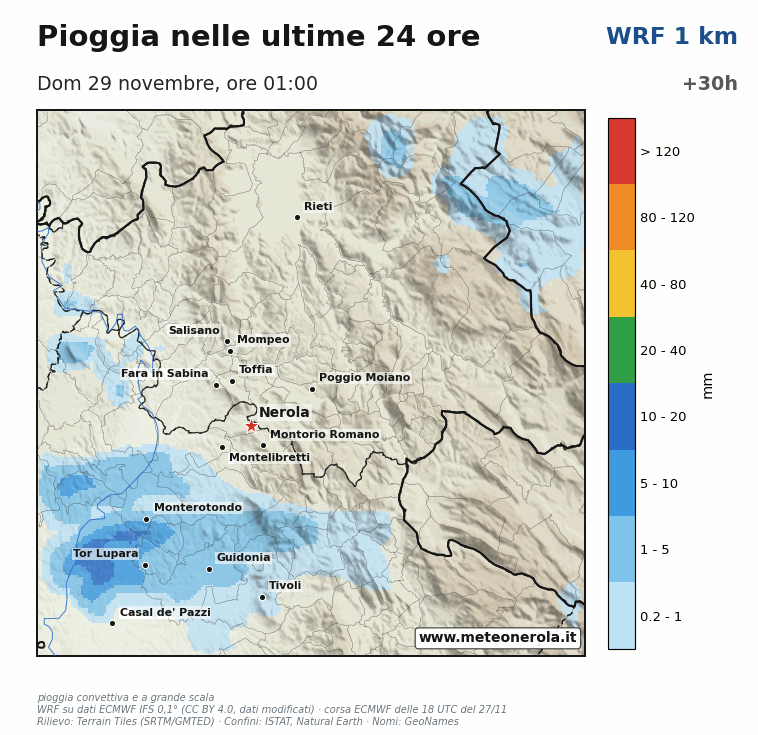 Pioggia nelle ultime 24 ore
WRF 1 km
Dom 29 novembre, ore 01:00
+30h
> 120
80 - 120
40 - 80
20 - 40
10 - 20
5 - 10
1 - 5
0.2 - 1
mm
Rieti
Salisano
Mompeo
Toffia
Fara in Sabina
Poggio Moiano
Nerola
Montorio Romano
Montelibretti
Monterotondo
Tor Lupara
Guidonia
Tivoli
Casal de' Pazzi
www.meteonerola.it
pioggia convettiva e a grande scala
WRF su dati ECMWF IFS 0,1° (CC BY 4.0, dati modificati) · corsa ECMWF delle 18 UTC del 27/11
Rilievo: Terrain Tiles (SRTM/GMTED) · Confini: ISTAT, Natural Earth · Nomi: GeoNames